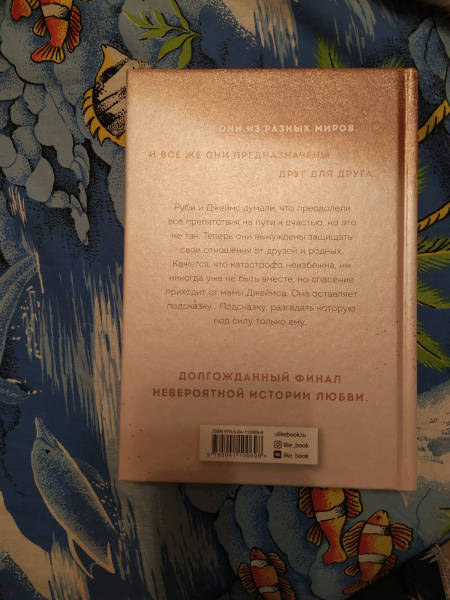 ОНИ ИЗ РАЗНЫХ МИРОВ.
И ВСЕ ЖЕ ОНИ ПРЕДНАЗНАЧЕНЫ
ДРУГ ДЛЯ ДРУГА.
Руби и Джеймс думали, что преодолели
все препятствия на пути к счастью, но это
не так. Теперь они вынуждены защищать
свои отношения от друзей и родных.
Кажется, что катастрофа неизбежна, им
никогда уже не быть вместе, но спасение
приходит от мамы Джеймса. Она оставляет
подсказку... Подсказку, разгадать которую
под силу только ему.
ДОЛГОЖДАННЫЙ ФИНАЛ
НЕВЕРОЯТНОЙ ИСТОРИИ ЛЮБВИ.
ulikebook.ru
like_book
like_book